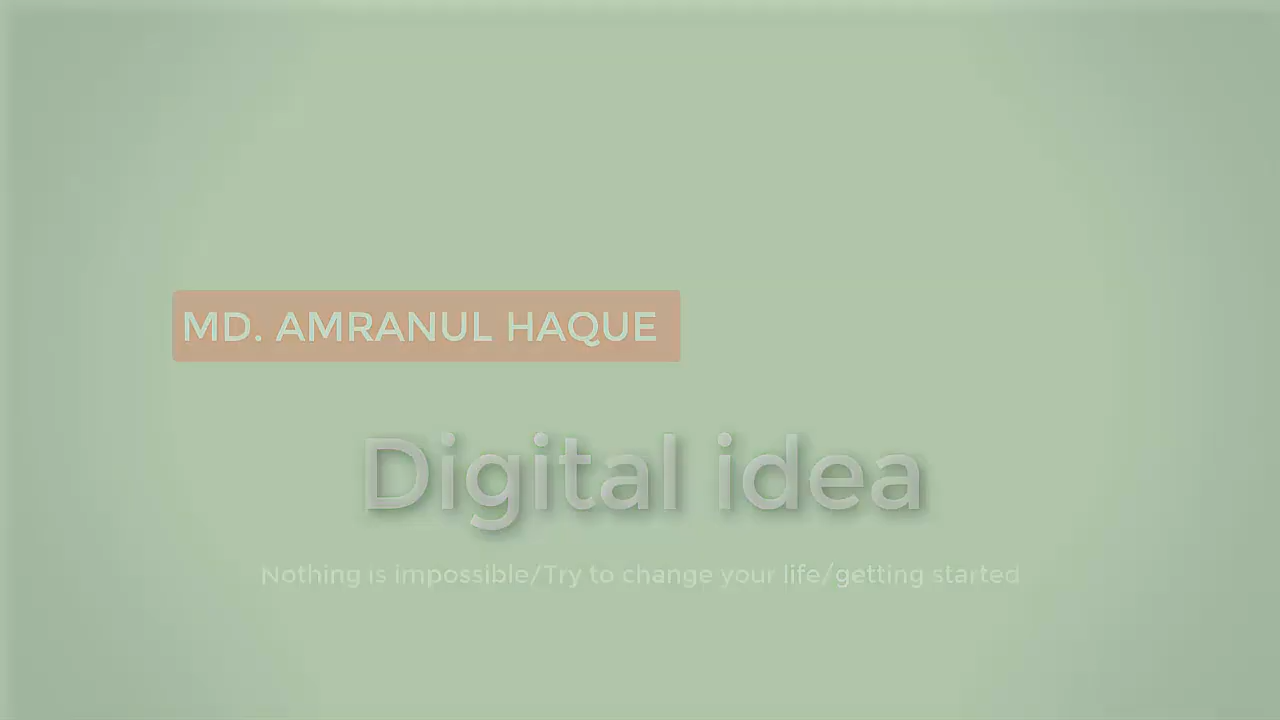 MD. AMRANUL HAQUE
Digital idea
Nothing is impossible/Try to change your life/getting started